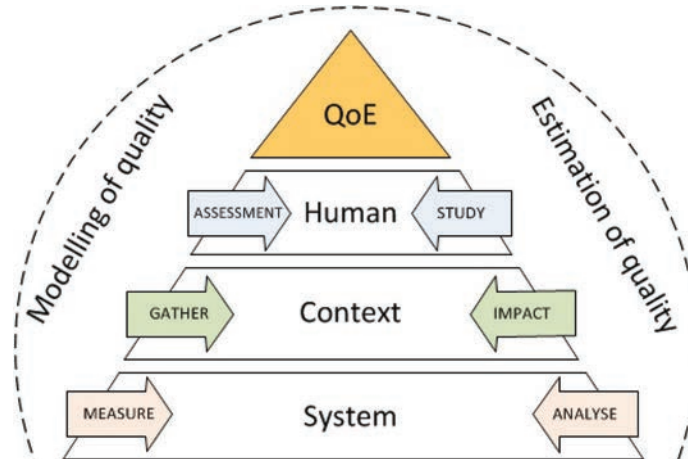 QoE
Modelling of quality
Estimation of quality
ASSESSMENT Human STUDY
GATHER Context IMPACT
MEASURE System ANALYSE